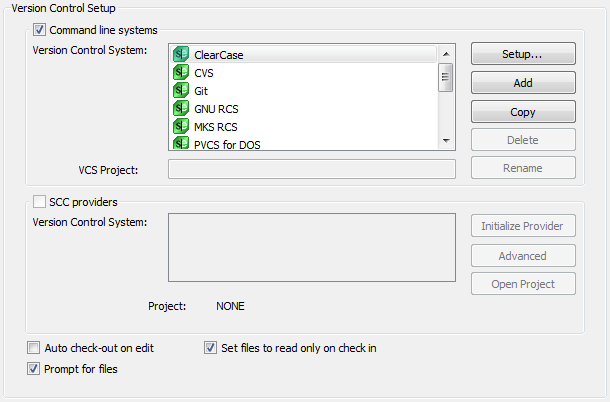 Version Control Setup
Command line systems
Version Control System:
ClearCase
CVS
Git
GNU RCS
MKS RCS
PVCS for DOS
Setup...
Add
Copy
Delete
Rename
VCS Project:
SCC providers
Version Control System:
Initialize Provider
Advanced
Open Project
Project: NONE
Auto check-out on edit
Set files to read only on check in
Prompt for files